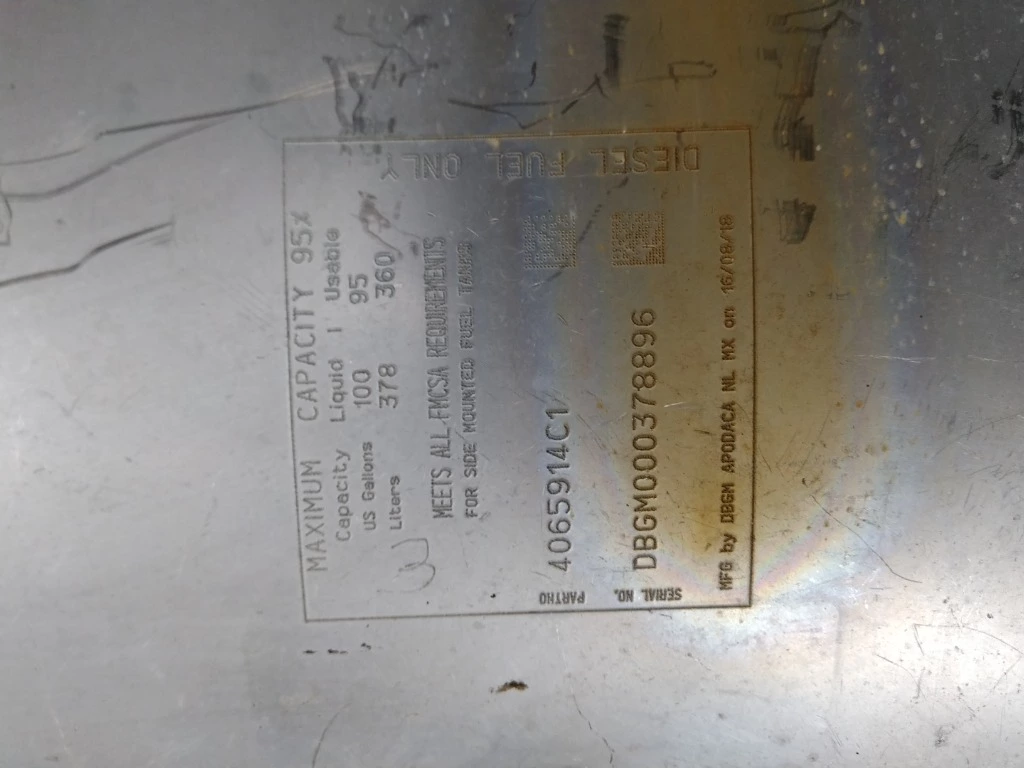 MAXIMUM CAPACITY 95%
Capacity Liquid | Usable
US Gallons 100 95
Liters 378 360
MEETS ALL FMCSA REQUIREMENTS
FOR SIDE MOUNTED FUEL TANKS
PARTNO 4065914C1
SERIAL NO. DBGM0000378896
MFG by DBGM APODACA NL MX on 16/08/18
DIESEL FUEL ONLY